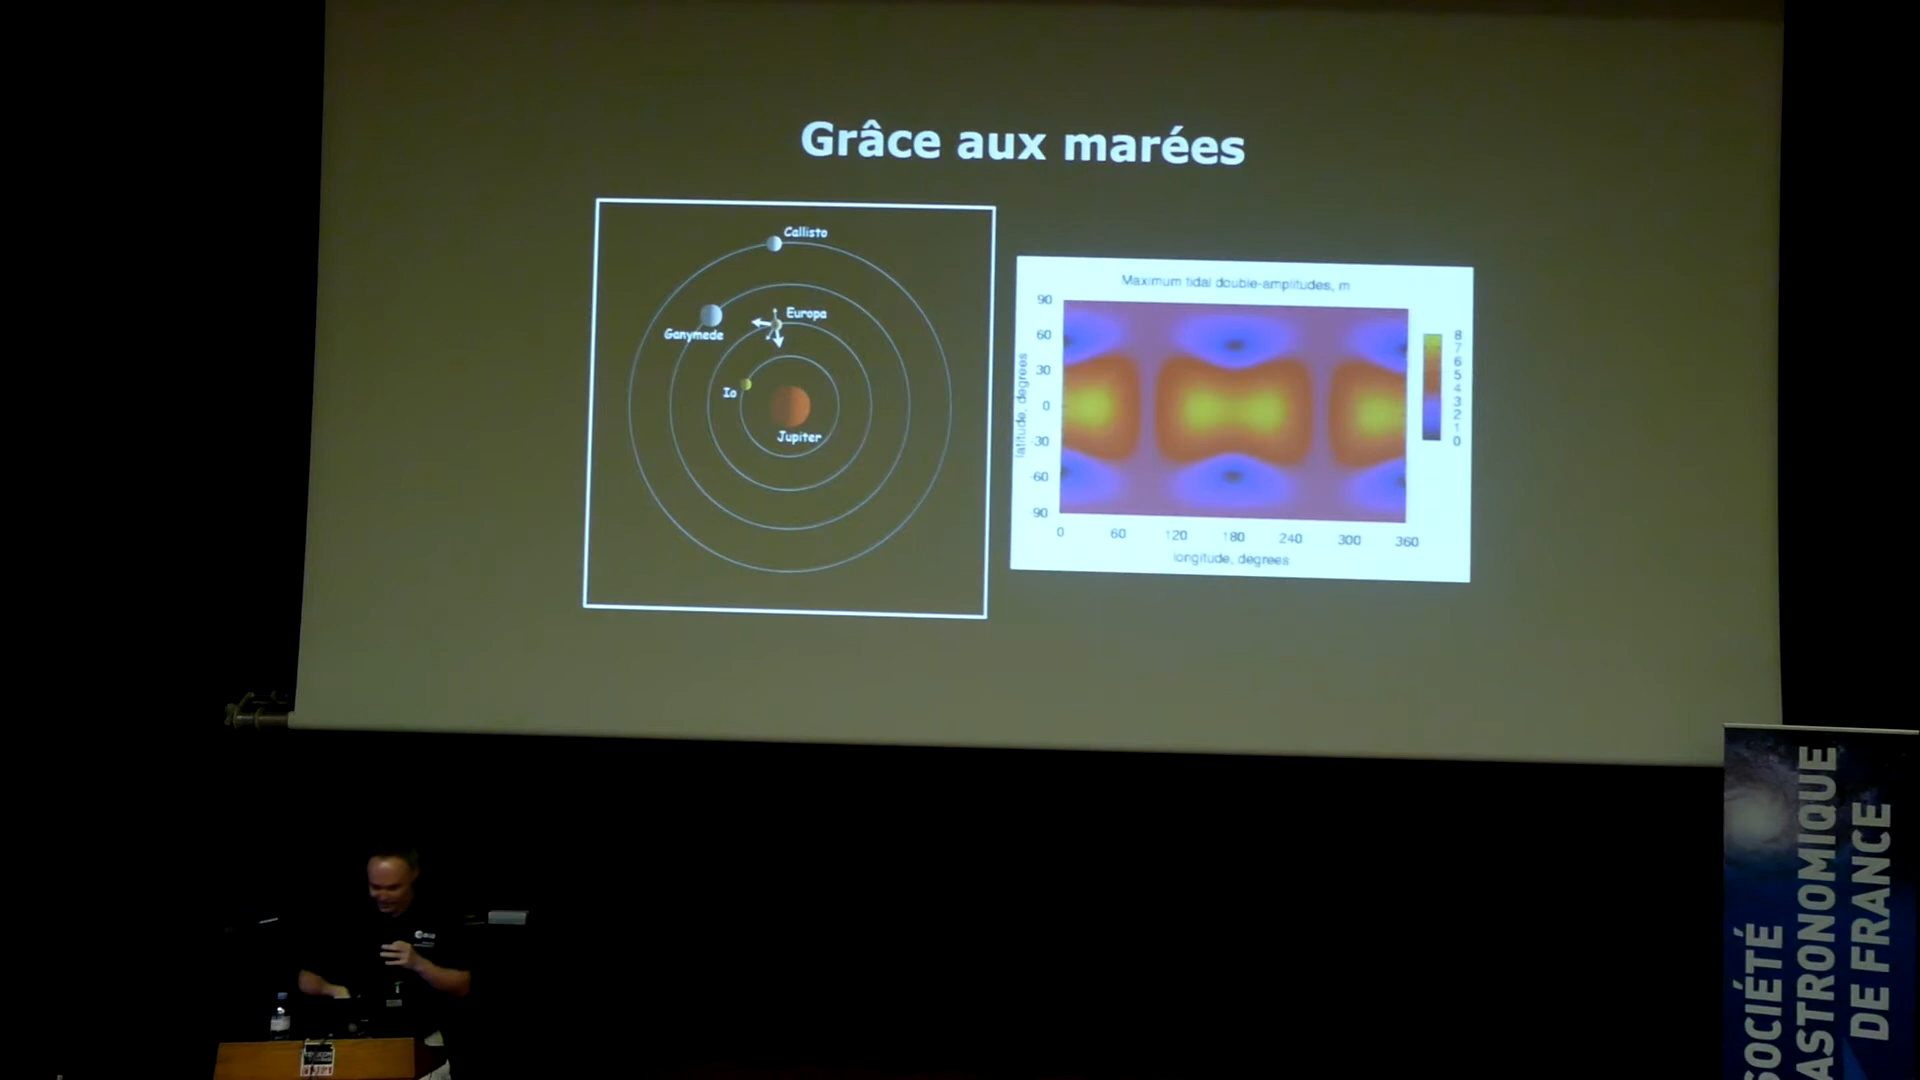 Grâce aux marées
Callisto
Europa
Ganymede
Io
Jupiter
Maximum tidal double-amplitudes, m
90
60
30
0
-30
-60
-90
latitude, degrees
0 60 120 180 240 300 360
longitude, degrees
8
7
6
5
4
3
2
1
0
SOCIÉTÉ
ASTRONOMIQUE
DE FRANCE